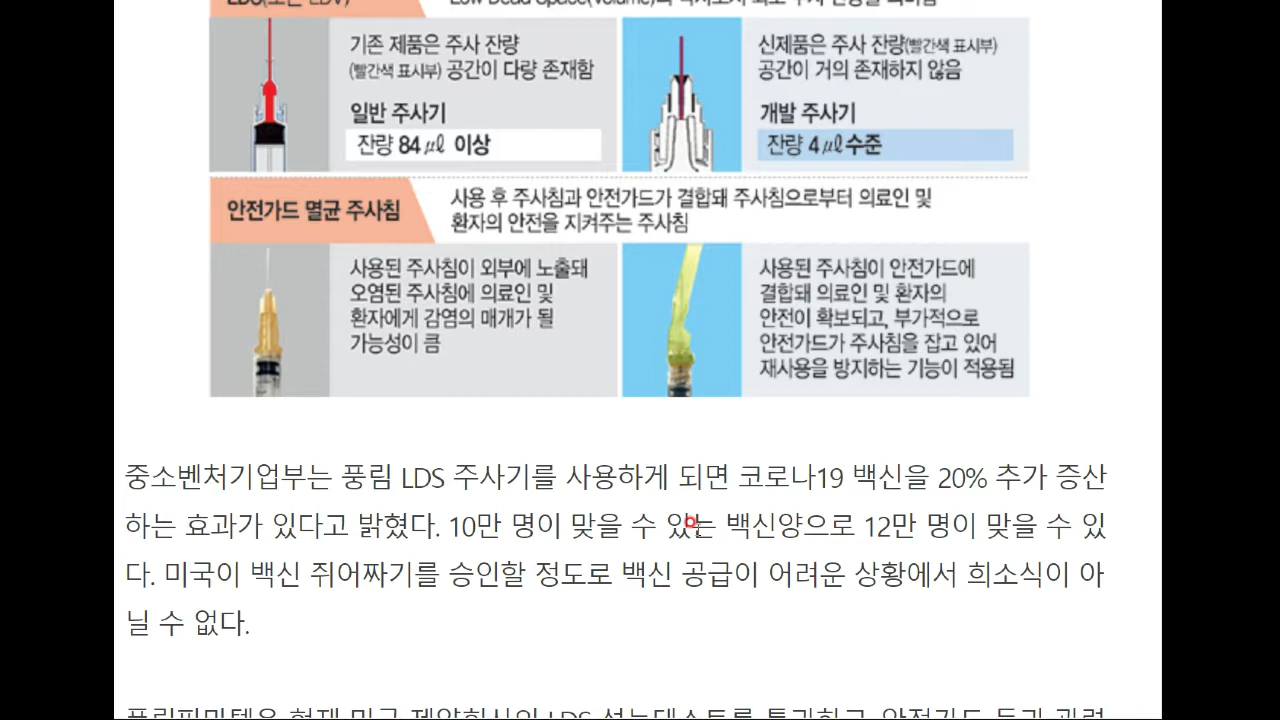 Low Dead Space(Volume)의
기존 제품은 주사 잔량
(빨간색 표시부) 공간이 다량 존재함
일반 주사기
잔량 84㎕ 이상
신제품은 주사 잔량(빨간색 표시부)
공간이 거의 존재하지 않음
개발 주사기
잔량 4㎕ 수준
안전가드 멸균 주사침
사용 후 주사침과 안전가드가 결합돼 주사침으로부터 의료인 및
환자의 안전을 지켜주는 주사침
사용된 주사침이 외부에 노출돼
오염된 주사침에 의료인 및
환자에게 감염의 매개가 될
가능성이 큼
사용된 주사침이 안전가드에
결합돼 의료인 및 환자의
안전이 확보되고, 부가적으로
안전가드가 주사침을 잡고 있어
재사용을 방지하는 기능이 적용됨
중소벤처기업부는 풍림 LDS 주사기를 사용하게 되면 코로나19 백신을 20% 추가 증산
하는 효과가 있다고 밝혔다. 10만 명이 맞을 수 있는 백신양으로 12만 명이 맞을 수 있
다. 미국이 백신 쥐어짜기를 승인할 정도로 백신 공급이 어려운 상황에서 희소식이 아
닐 수 없다.